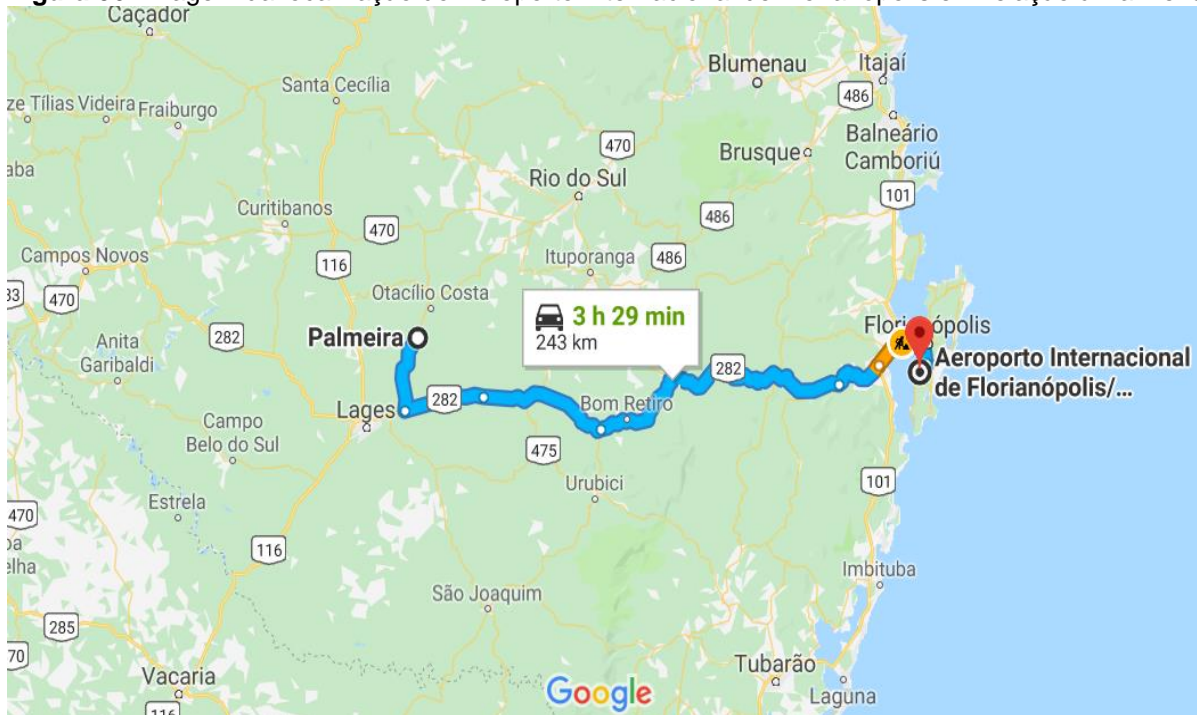 Caçador
Blumenau
Itajaí
Santa Cecília
486
ze Tílias
Videira
Fraiburgo
Balneário
Camboriú
470
Brusque
Rio do Sul
101
Curitibanos
486
470
Campos Novos
116
Ituporanga
486
470
Otacílio Costa
3 h 29 min
243 km
282
Palmeira
Florianópolis
Anita
Garibaldi
Aeroporto Internacional
de Florianópolis/...
282
282
Lages
Bom Retiro
Campo
Belo do Sul
475
Urubici
101
Estrela
470
116
Imbituba
São Joaquim
285
Tubarão
Vacaria
Google
Laguna
116